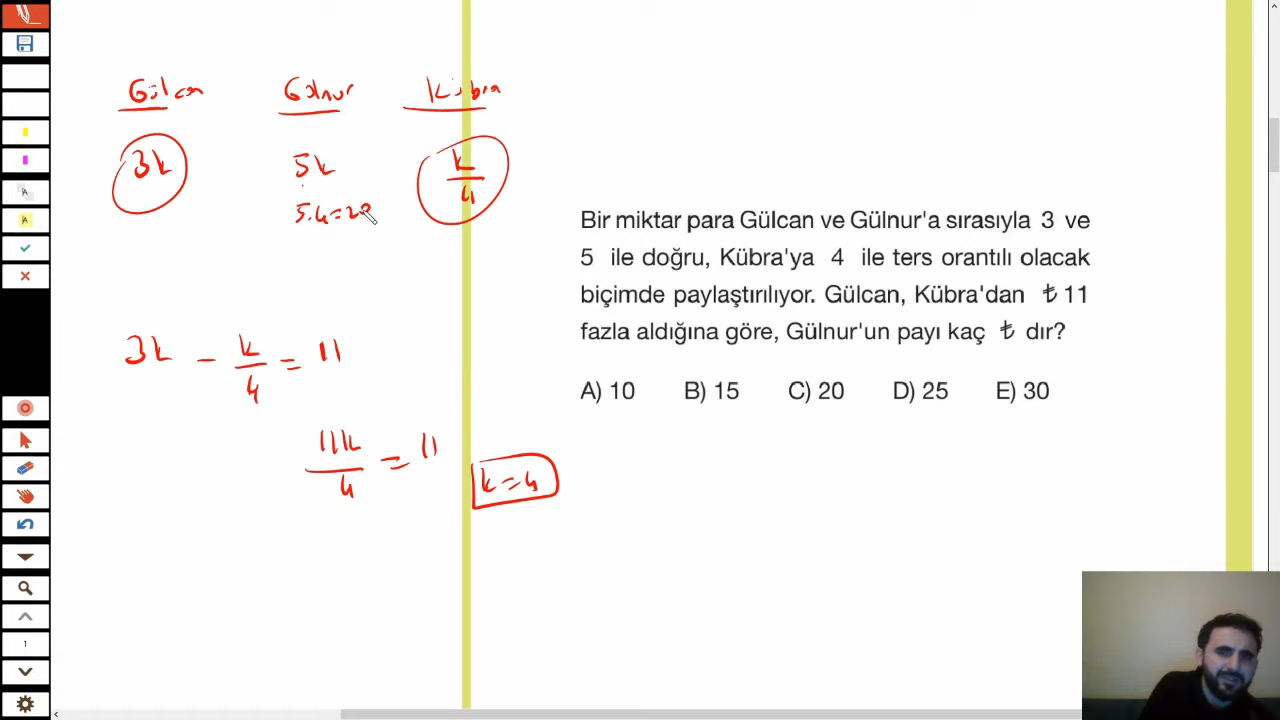 Gülcan Gülnur Kübra
3k 5k k/4
5.4=20
3k - k/4 = 11
11k/4 = 11
k=4
Bir miktar para Gülcan ve Gülnur'a sırasıyla 3 ve
5 ile doğru, Kübra'ya 4 ile ters orantılı olacak
biçimde paylaştırılıyor. Gülcan, Kübra'dan ₺ 11
fazla aldığına göre, Gülnur'un payı kaç ₺ dır?
A) 10 B) 15 C) 20 D) 25 E) 30
1